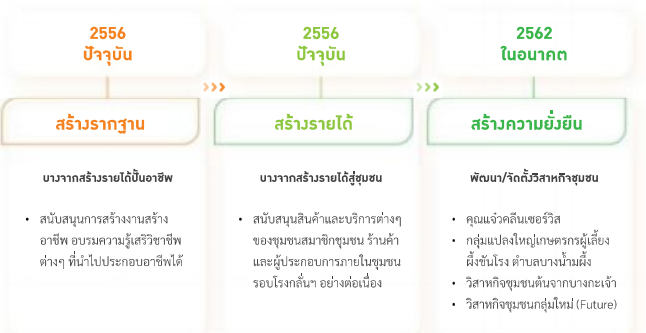 2556
ปัจจุบัน
สร้างรากฐาน
บางจากสร้างรายได้ปั้นอาชีพ
• สนับสนุนการสร้างงานสร้าง
อาชีพ อบรมความรู้เสริวิชาชีพ
ต่างๆ ที่นำไปประกอบอาชีพได้
2556
ปัจจุบัน
สร้างรายได้
บางจากสร้างรายได้สู่ชุมชน
• สนับสนุนสินค้าและบริการต่างๆ
ของชุมชนสมาชิกชุมชน ร้านค้า
และผู้ประกอบการภายในชุมชน
รอบโรงกลั่นฯ อย่างต่อเนื่อง
2562
ในอนาคต
สร้างความยั่งยืน
พัฒนา/จัดตั้งวิสาหกิจชุมชน
• คุณแจ๋วคลีนเซอร์วิส
• กลุ่มแปลงใหญ่เกษตรกรผู้เลี้ยง
ผึ้งชันโรง ตำบลบางน้ำผึ้ง
• วิสาหกิจชุมชนต้นจากบางกะเจ้า
• วิสาหกิจชุมชนกลุ่มใหม่ (Future)